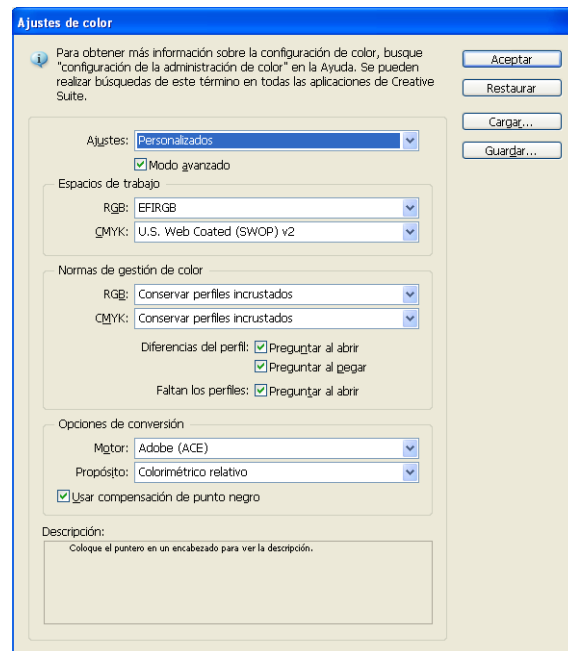 Ajustes de color
Para obtener más información sobre la configuración de color, busque
"configuración de la administración de color" en la Ayuda. Se pueden
realizar búsquedas de este término en todas las aplicaciones de Creative
Suite.
Aceptar
Restaurar
Cargar...
Guardar...
Ajustes: Personalizados
Modo avanzado
Espacios de trabajo
RGB: EFIRGB
CMYK: U.S. Web Coated (SWOP) v2
Normas de gestión de color
RGB: Conservar perfiles incrustados
CMYK: Conservar perfiles incrustados
Diferencias del perfil: Preguntar al abrir
Preguntar al pegar
Faltan los perfiles: Preguntar al abrir
Opciones de conversión
Motor: Adobe (ACE)
Propósito: Colorimétrico relativo
Usar compensación de punto negro
Descripción:
Coloque el puntero en un encabezado para ver la descripción.